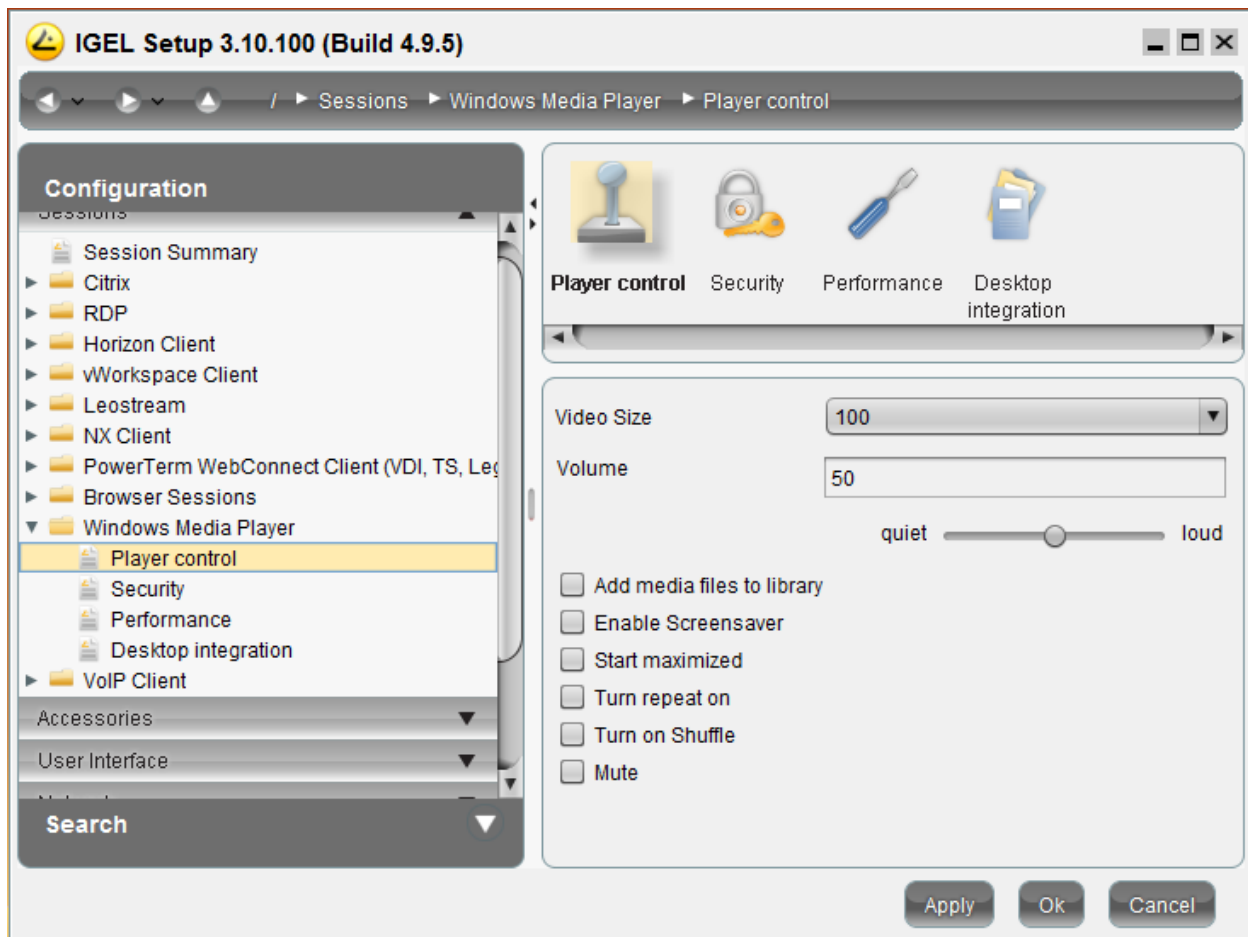 IGEL Setup 3.10.100 (Build 4.9.5)
/ Sessions Windows Media Player Player control
Configuration
Sessions
Session Summary
Citrix
RDP
Horizon Client
vWorkspace Client
Leostream
NX Client
PowerTerm WebConnect Client (VDI, TS, Leg
Browser Sessions
Windows Media Player
Player control
Security
Performance
Desktop integration
VoIP Client
Accessories
User Interface
Search
Player control Security Performance Desktop
integration
Video Size 100
Volume 50
quiet loud
Add media files to library
Enable Screensaver
Start maximized
Turn repeat on
Turn on Shuffle
Mute
Apply Ok Cancel